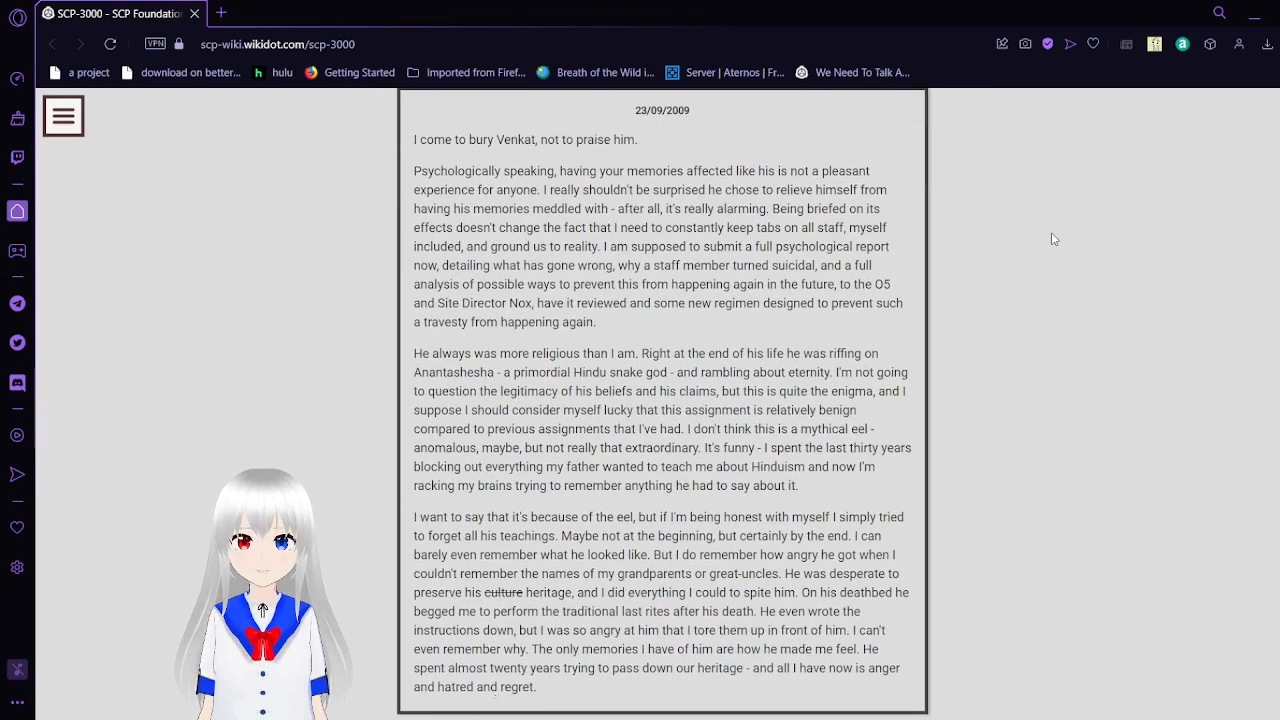 SCP-3000 - SCP Foundatio
VPN
scp-wiki.wikidot.com/scp-3000
a project
download on better...
h
hulu
Getting Started
Imported from Firef...
Breath of the Wild i...
Server | Aternos | Fr...
We Need To Talk A...
23/09/2009
I come to bury Venkat, not to praise him.
Psychologically speaking, having your memories affected like his is not a pleasant
experience for anyone. I really shouldn't be surprised he chose to relieve himself from
having his memories meddled with - after all, it's really alarming. Being briefed on its
effects doesn't change the fact that I need to constantly keep tabs on all staff, myself
included, and ground us to reality. I am supposed to submit a full psychological report
now, detailing what has gone wrong, why a staff member turned suicidal, and a full
analysis of possible ways to prevent this from happening again in the future, to the O5
and Site Director Nox, have it reviewed and some new regimen designed to prevent such
a travesty from happening again.
He always was more religious than I am. Right at the end of his life he was riffing on
Anantashesha - a primordial Hindu snake god - and rambling about eternity. I'm not going
to question the legitimacy of his beliefs and his claims, but this is quite the enigma, and I
suppose I should consider myself lucky that this assignment is relatively benign
compared to previous assignments that I've had. I don't think this is a mythical eel -
anomalous, maybe, but not really that extraordinary. It's funny - I spent the last thirty years
blocking out everything my father wanted to teach me about Hinduism and now I'm
racking my brains trying to remember anything he had to say about it.
I want to say that it's because of the eel, but if I'm being honest with myself I simply tried
to forget all his teachings. Maybe not at the beginning, but certainly by the end. I can
barely even remember what he looked like. But I do remember how angry he got when I
couldn't remember the names of my grandparents or great-uncles. He was desperate to
preserve his culture heritage, and I did everything I could to spite him. On his deathbed he
begged me to perform the traditional last rites after his death. He even wrote the
instructions down, but I was so angry at him that I tore them up in front of him. I can't
even remember why. The only memories I have of him are how he made me feel. He
spent almost twenty years trying to pass down our heritage - and all I have now is anger
and hatred and regret.